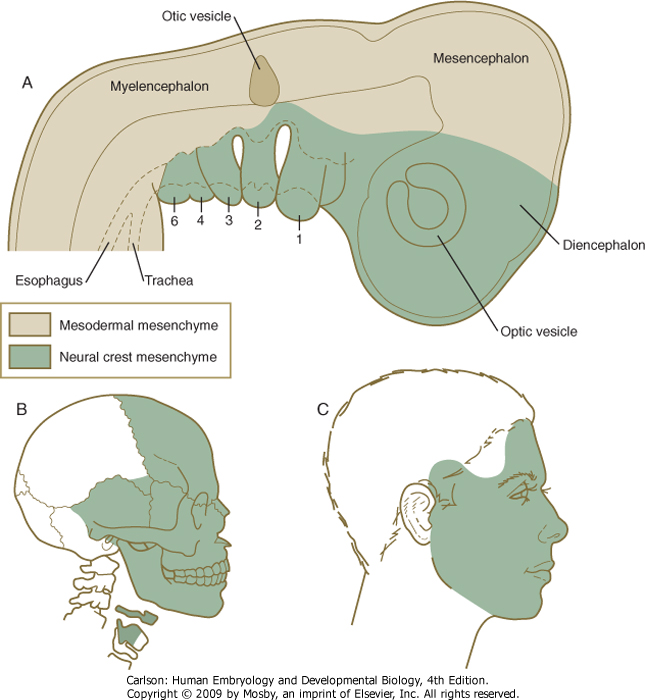 Otic vesicle
A
Myelencephalon
Mesencephalon
6
4
3
2
1
Diencephalon
Esophagus
Trachea
Optic vesicle
Mesodermal mesenchyme
Neural crest mesenchyme
B
C
Carlson: Human Embryology and Developmental Biology, 4th Edition.
Copyright © 2009 by Mosby, an imprint of Elsevier, Inc. All rights reserved.